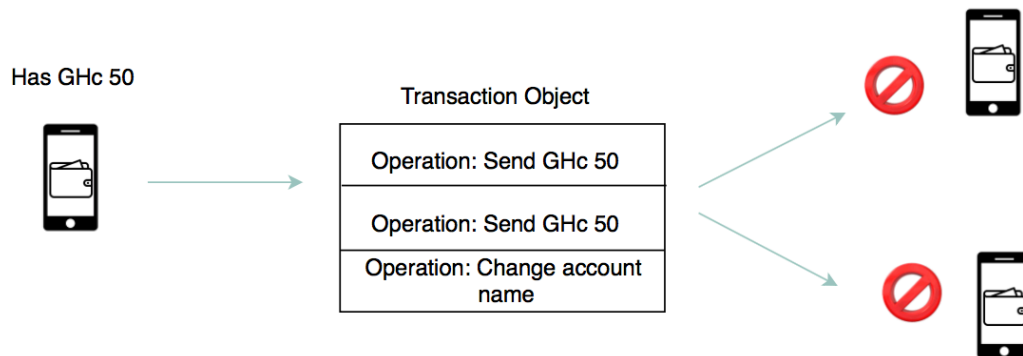 Has GHc 50
Transaction Object
Operation: Send GHc 50
Operation: Send GHc 50
Operation: Change account
name